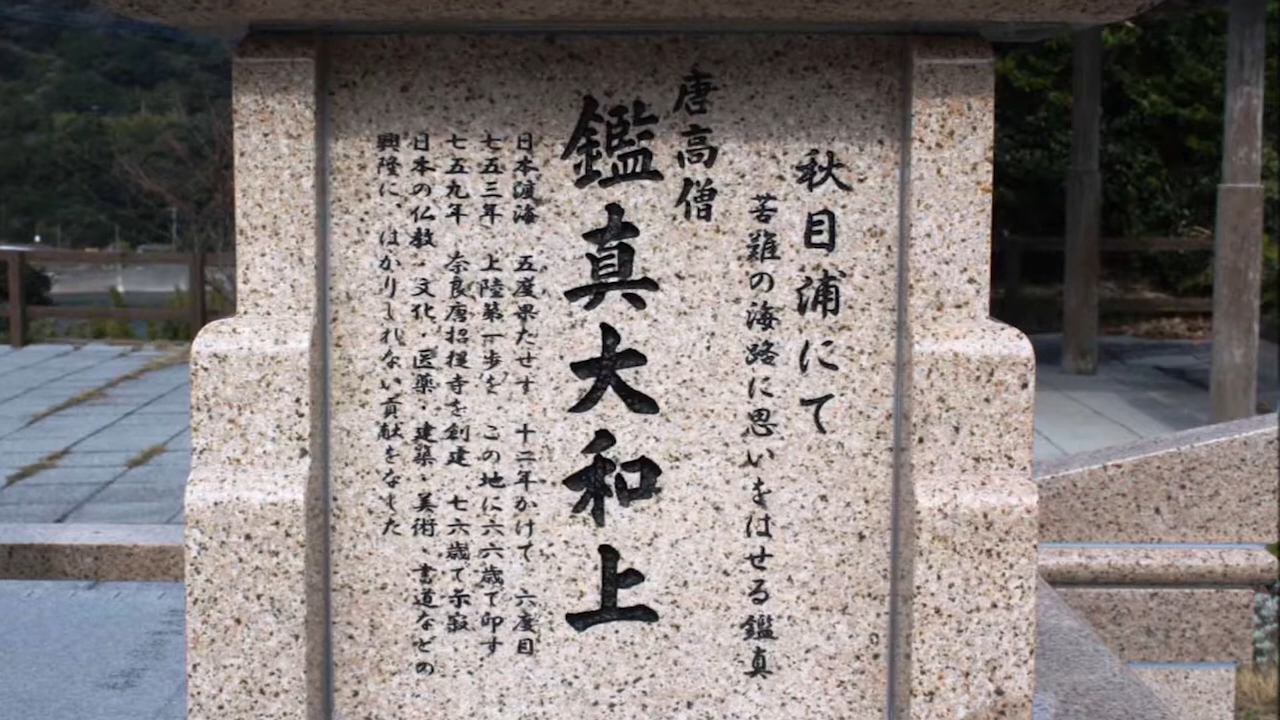 秋目浦にて
苦難の海路に思いをはせる鑑真
唐高僧
鑑真大和上
日本渡海 五度果たせず 十二年かけて 六度目
七五三年 上陸第一歩を この地に六六歳で印す
七五九年 奈良唐招提寺を創建 七六歳で示寂
日本の仏教、文化、医薬、建築、美術、書道などの
興隆に、はかりしれない貢献をなした